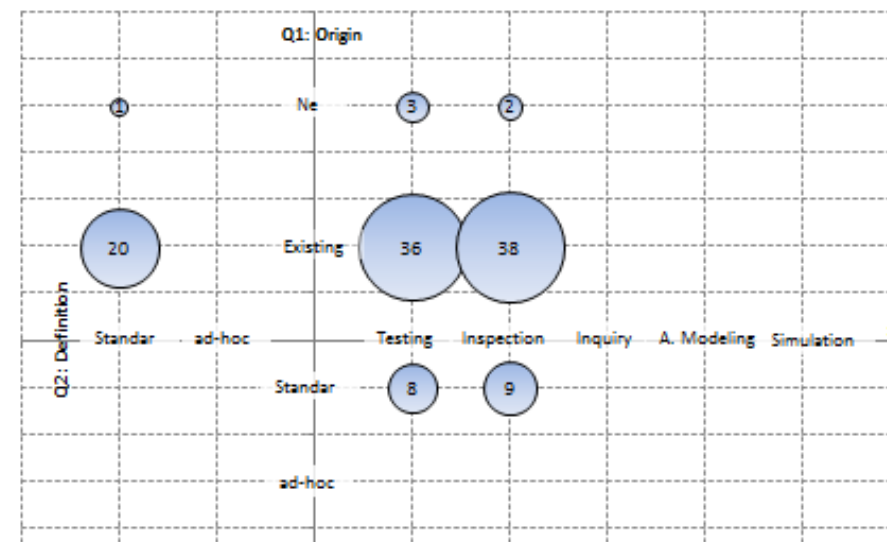 Q1: Origin
1 Ne 3 2
20 Existing 36 38
Q2: Definition
Standar ad-hoc Testing Inspection Inquiry A. Modeling Simulation
Standar 8 9
ad-hoc